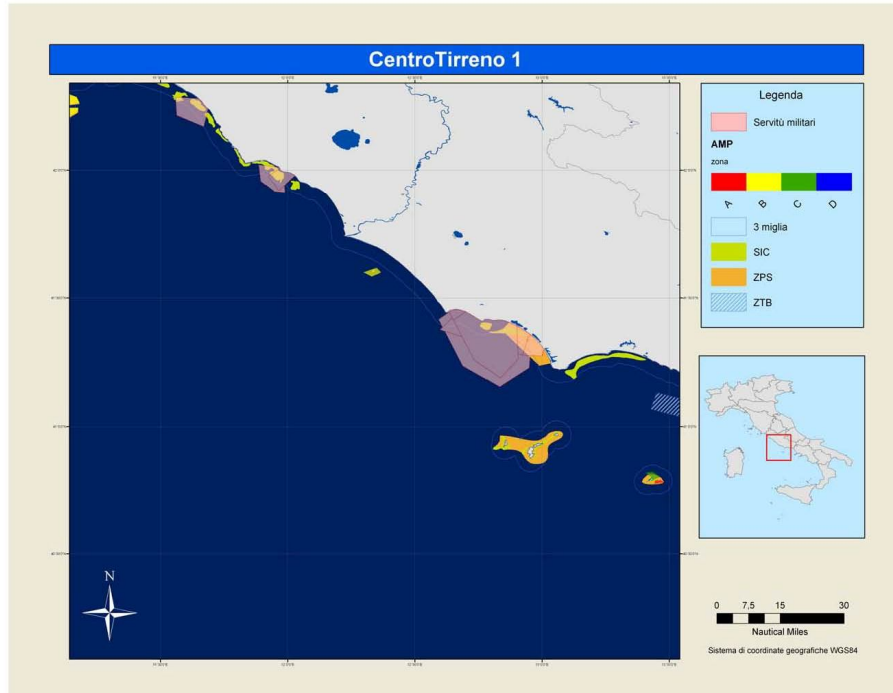 CentroTirreno 1
Legenda
Servitù militari
AMP
zona
A B C D
3 miglia
SIC
ZPS
ZTB
N
0 7,5 15 30
Nautical Miles
Sistema di coordinate geografiche WGS84